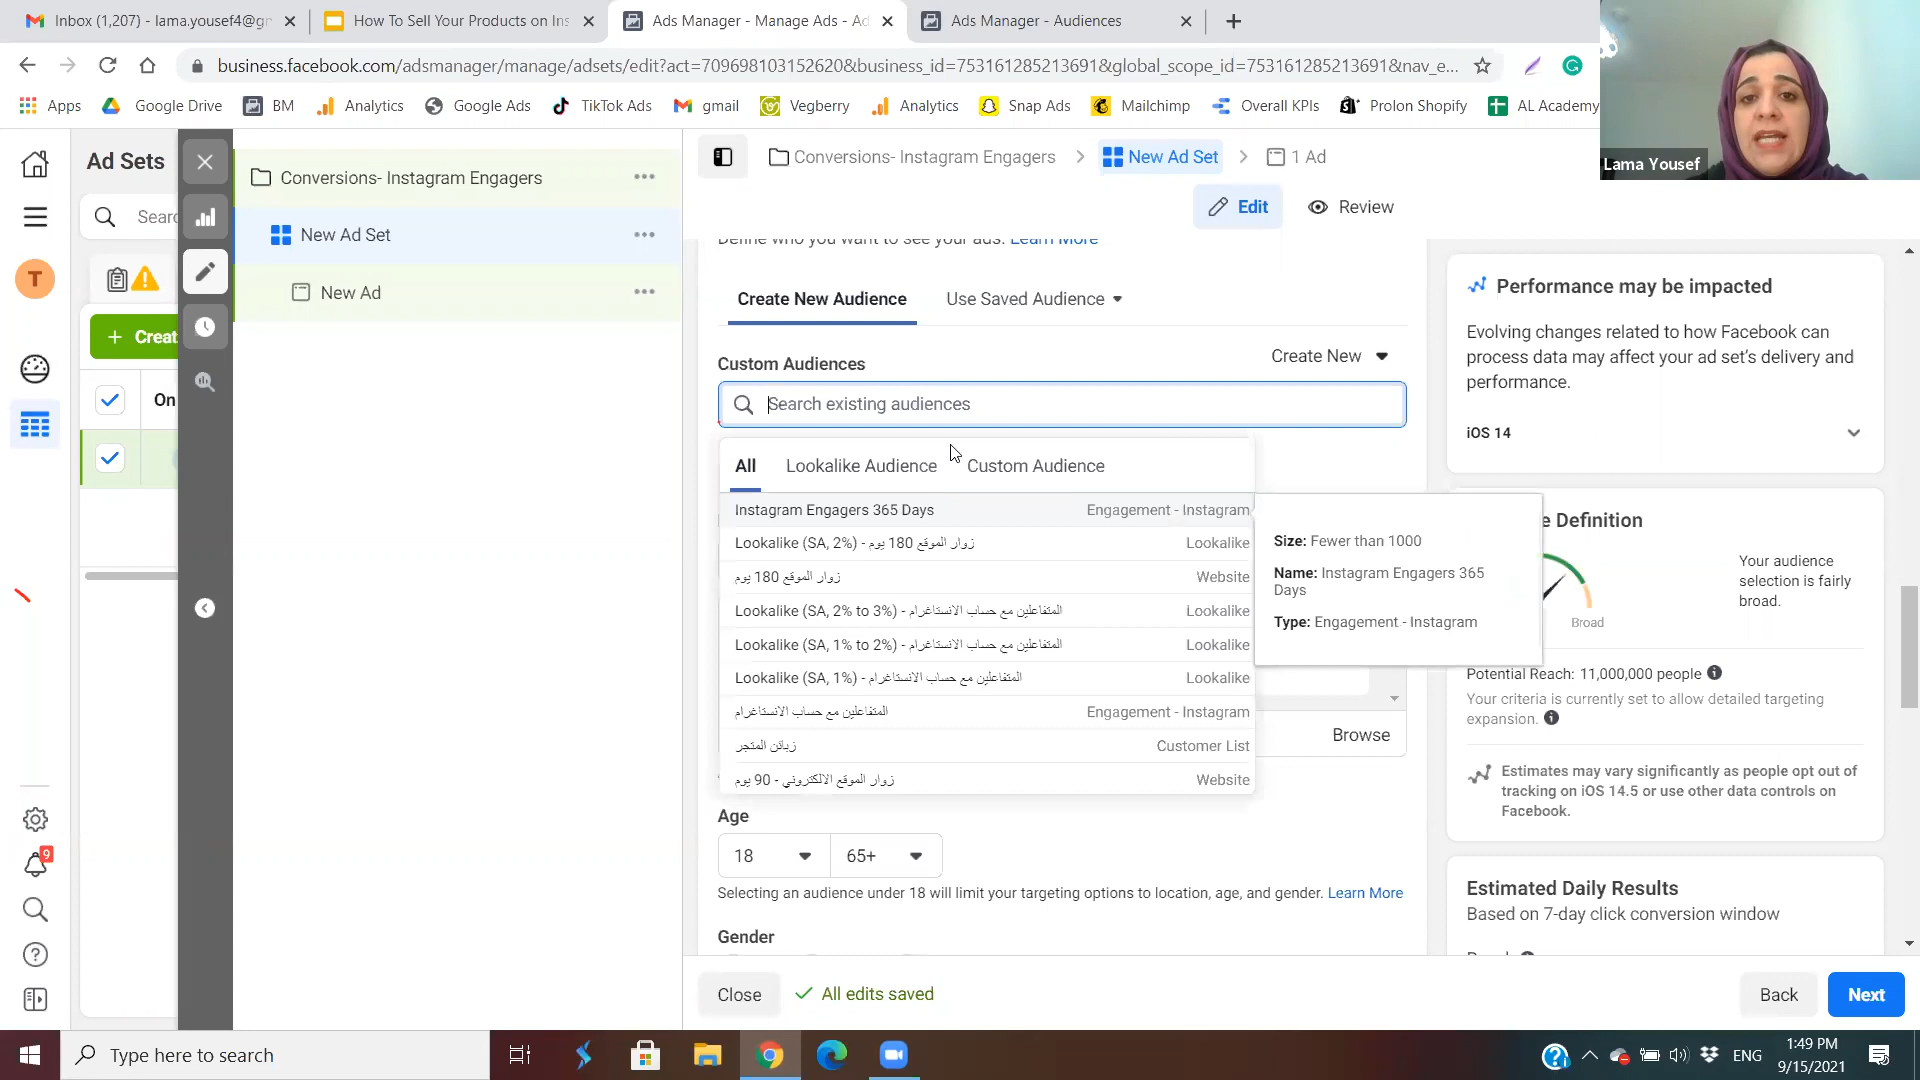 Inbox (1,207) - lama.yousef4@gm
How To Sell Your Products on Ins
Ads Manager - Manage Ads - Ad
Ads Manager - Audiences
business.facebook.com/adsmanager/manage/adsets/edit?act=709698103152620&business_id=753161285213691&global_scope_id=753161285213691&nav_e...
Apps
Google Drive
BM
Analytics
Google Ads
TikTok Ads
gmail
Vegberry
Analytics
Snap Ads
Mailchimp
Overall KPIs
Prolon Shopify
AL Academy
Lama Yousef
Ad Sets
Conversions- Instagram Engagers
New Ad Set
New Ad
Sear
T
+ Creat
On
9
Conversions- Instagram Engagers > New Ad Set > 1 Ad
Edit
Review
Define who you want to see your ads. Learn More
Create New Audience
Use Saved Audience
Custom Audiences
Create New
Search existing audiences
All
Lookalike Audience
Custom Audience
Instagram Engagers 365 Days Engagement - Instagram
Lookalike (SA, 2%) - زوار الموقع 180 يوم Lookalike
زوار الموقع 180 يوم Website
Lookalike (SA, 2% to 3%) - المتفاعلين مع حساب الانستاغرام Lookalike
Lookalike (SA, 1% to 2%) - المتفاعلين مع حساب الانستاغرام Lookalike
Lookalike (SA, 1%) - المتفاعلين مع حساب الانستاغرام Lookalike
المتفاعلين مع حساب الانستاغرام Engagement - Instagram
زبائن المتجر Customer List
زوار الموقع الالكتروني - 90 يوم Website
Size: Fewer than 1000
Name: Instagram Engagers 365
Days
Type: Engagement - Instagram
Browse
Age
18
65+
Selecting an audience under 18 will limit your targeting options to location, age, and gender. Learn More
Gender
Close
All edits saved
Back
Next
Performance may be impacted
Evolving changes related to how Facebook can
process data may affect your ad set's delivery and
performance.
iOS 14
e Definition
Your audience
selection is fairly
broad.
Broad
Potential Reach: 11,000,000 people
Your criteria is currently set to allow detailed targeting
expansion.
Estimates may vary significantly as people opt out of
tracking on iOS 14.5 or use other data controls on
Facebook.
Estimated Daily Results
Based on 7-day click conversion window
Type here to search
ENG
1:49 PM
9/15/2021